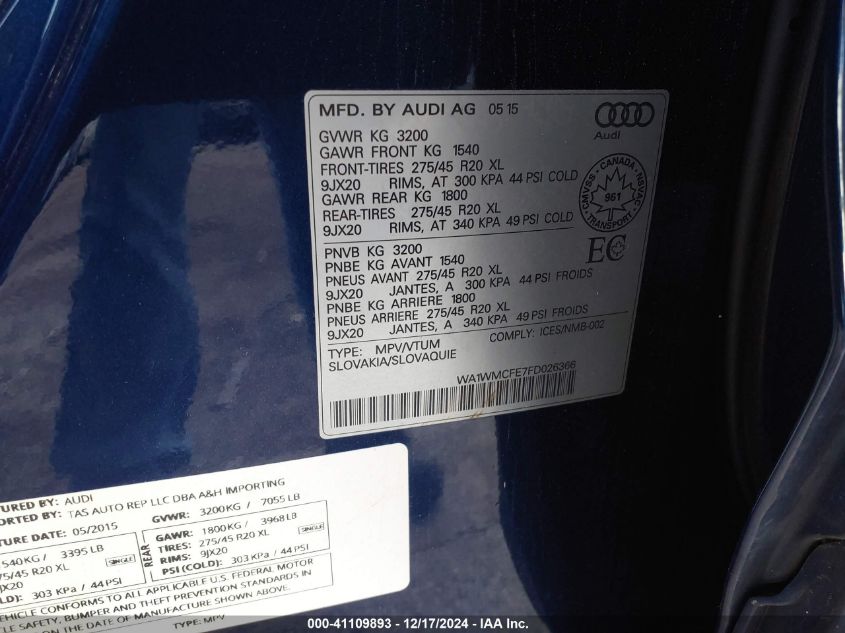 MFD. BY AUDI AG 05 15
Audi
GVWR KG 3200
GAWR FRONT KG 1540
FRONT-TIRES 275/45 R20 XL
9JX20 RIMS, AT 300 KPA 44 PSI COLD
GAWR REAR KG 1800
REAR-TIRES 275/45 R20 XL
9JX20 RIMS, AT 340 KPA 49 PSI COLD
CMVSS - CANADA - NSVAC
961
TRANSPORT
EC
PNVB KG 3200
PNBE KG AVANT 1540
PNEUS AVANT 275/45 R20 XL
9JX20 JANTES, A 300 KPA 44 PSI FROIDS
PNBE KG ARRIERE 1800
PNEUS ARRIERE 275/45 R20 XL
9JX20 JANTES, A 340 KPA 49 PSI FROIDS
TYPE: MPV/VTUM COMPLY: ICES/NMB-002
SLOVAKIA/SLOVAQUIE
WA1WMCFE7FD026366
TURED BY: AUDI
ORTED BY: TAS AUTO REP LLC DBA A&H IMPORTING
TURE DATE: 05/2015 GVWR: 3200KG / 7055 LB
540KG / 3395 LB
75/45 R20 XL SINGLE
JX20
D): 303 KPa / 44 PSI
REAR
GAWR: 1800KG / 3968 LB
TIRES: 275/45 R20 XL SINGLE
RIMS: 9JX20
PSI (COLD): 303 KPa / 44 PSI
VEHICLE CONFORMS TO ALL APPLICABLE U.S. FEDERAL MOTOR
LE SAFETY, BUMPER AND THEFT PREVENTION STANDARDS
DATE OF MANUFACTURE SHOWN ABOVE.
TYPE: MPV
000-41109893 - 12/17/2024 - IAA Inc.